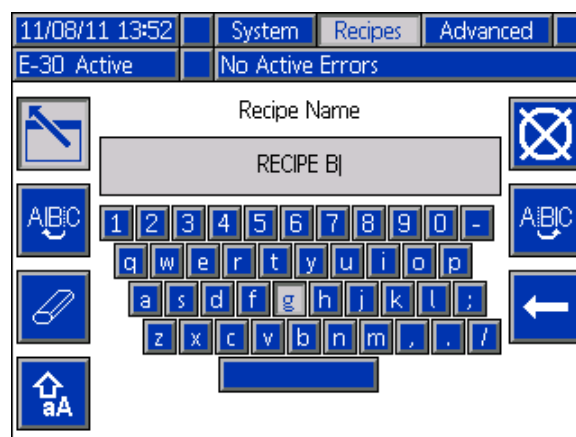 11/08/11 13:52 System Recipes Advanced
E-30 Active No Active Errors
Recipe Name
RECIPE B
ABC ABC
1 2 3 4 5 6 7 8 9 0 -
q w e r t y u i o p
a s d f g h j k l ;
z x c v b n m , . /
aA